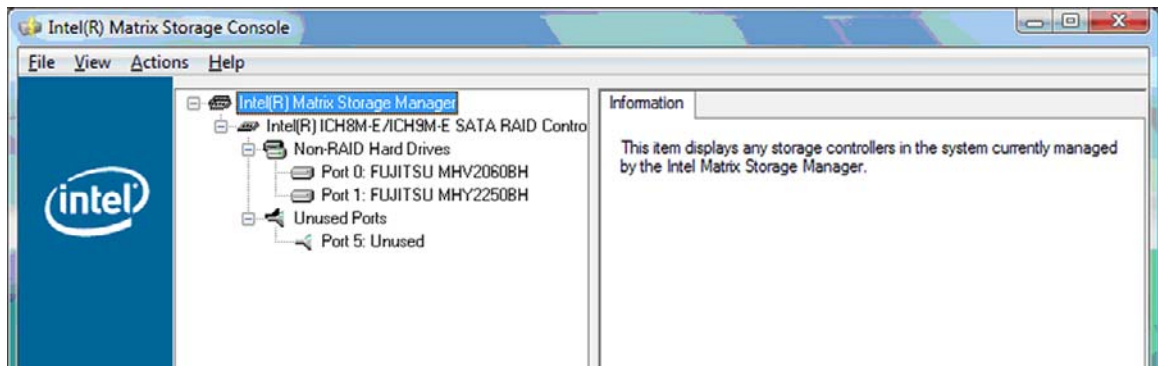 Intel(R) Matrix Storage Console
File View Actions Help
Intel(R) Matrix Storage Manager
Intel(R) ICH8M-E/ICH9M-E SATA RAID Contro
Non-RAID Hard Drives
Port 0: FUJITSU MHV2060BH
Port 1: FUJITSU MHY2250BH
Unused Ports
Port 5: Unused
intel
Information
This item displays any storage controllers in the system currently managed
by the Intel Matrix Storage Manager.